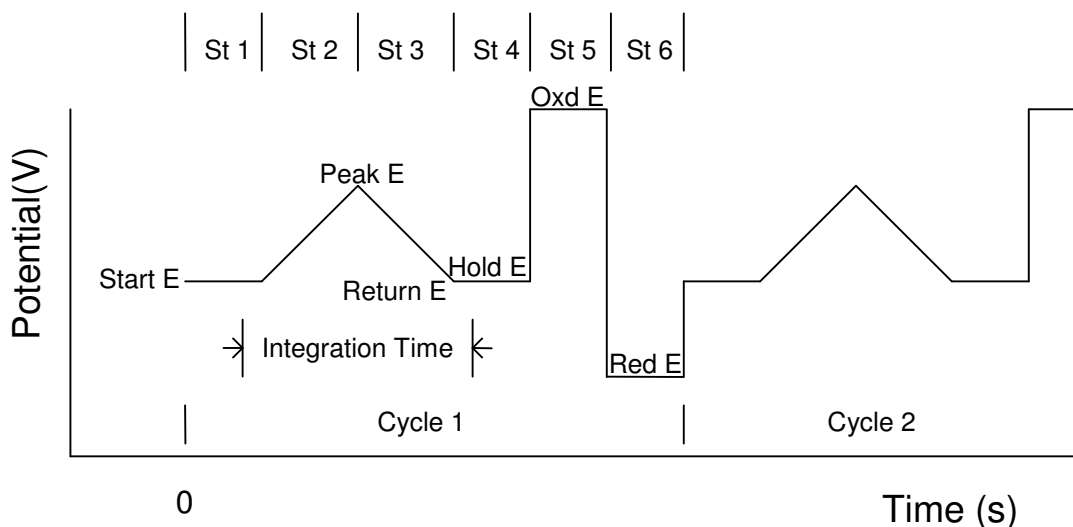 St 1 St 2 St 3 St 4 St 5 St 6
Oxd E
Peak E
Potential(V)
Start E
Hold E
Return E
Integration Time
Red E
Cycle 1
Cycle 2
0
Time (s)